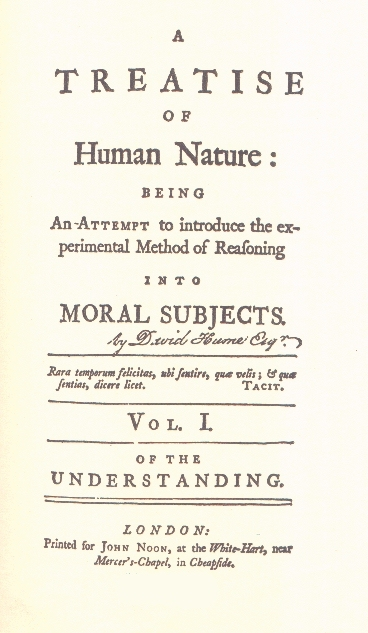 A
TREATISE
OF
Human Nature:
BEING
An ATTEMPT to introduce the ex-
perimental Method of Reaſoning
INTO
MORAL SUBJECTS.
by David Hume Esqr.
Rara temporum felicitas, ubi ſentire, quæ velis; & quæ
ſentias, dicere licet. TACIT.
VOL. I.
OF THE
UNDERSTANDING.
LONDON:
Printed for JOHN NOON, at the White-Hart, near
Mercer's-Chapel, in Cheapſide.